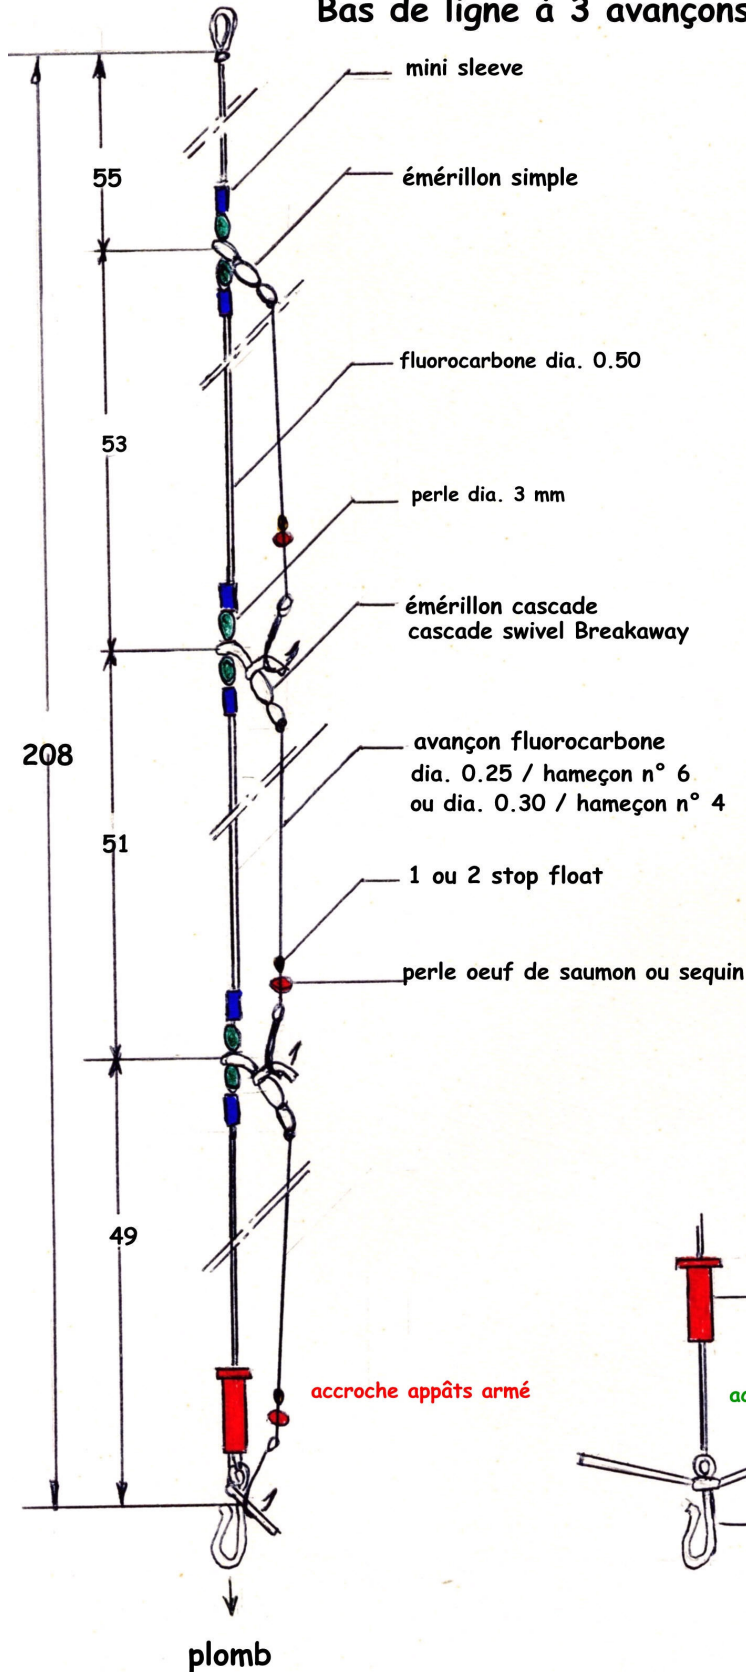 Bas de ligne à 3 avançons
mini sleeve
55
émérillon simple
fluorocarbone dia. 0.50
53
perle dia. 3 mm
émérillon cascade
cascade swivel Breakaway
avançon fluorocarbone
208
dia. 0.25 / hameçon n° 6
ou dia. 0.30 / hameçon n° 4
51
1 ou 2 stop float
perle oeuf de saumon ou sequin
49
accroche appâts armé
plomb